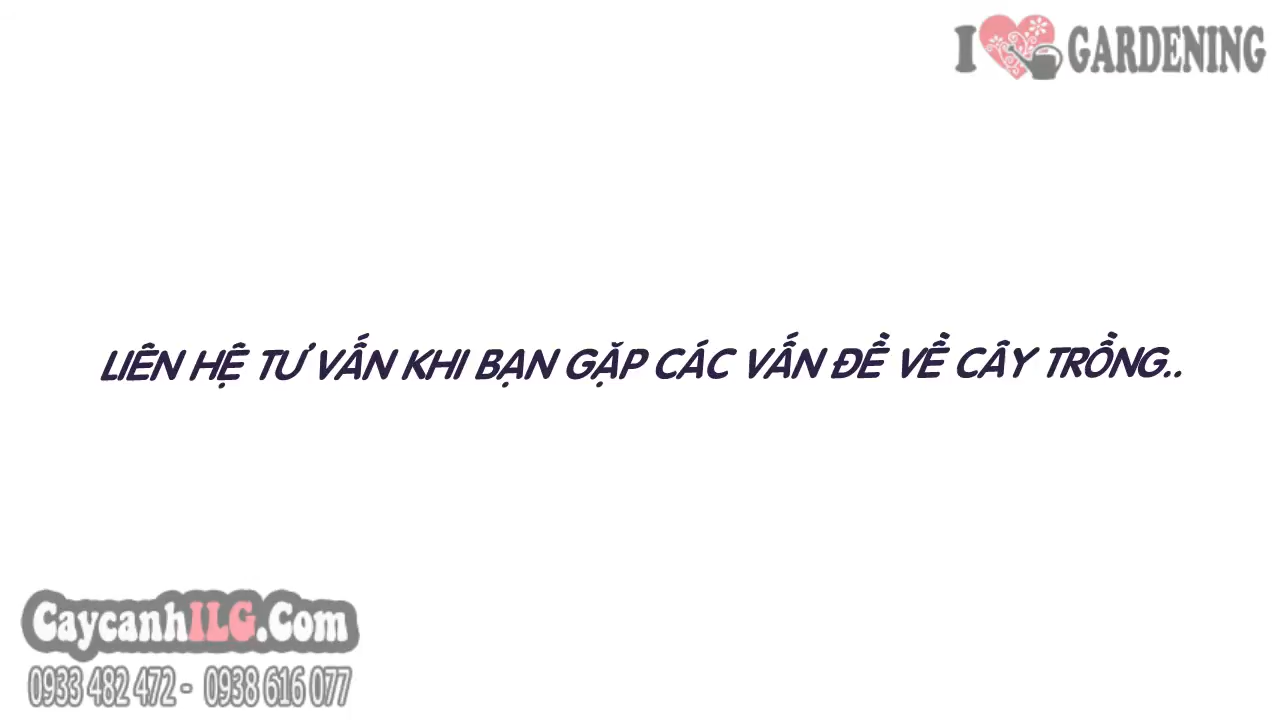 I GARDENING
LIÊN HỆ TƯ VẤN KHI BẠN GẶP CÁC VẤN ĐỀ VỀ CÂY TRỒNG..
CaycanhILG.Com
0933 482 472 - 0938 616 077